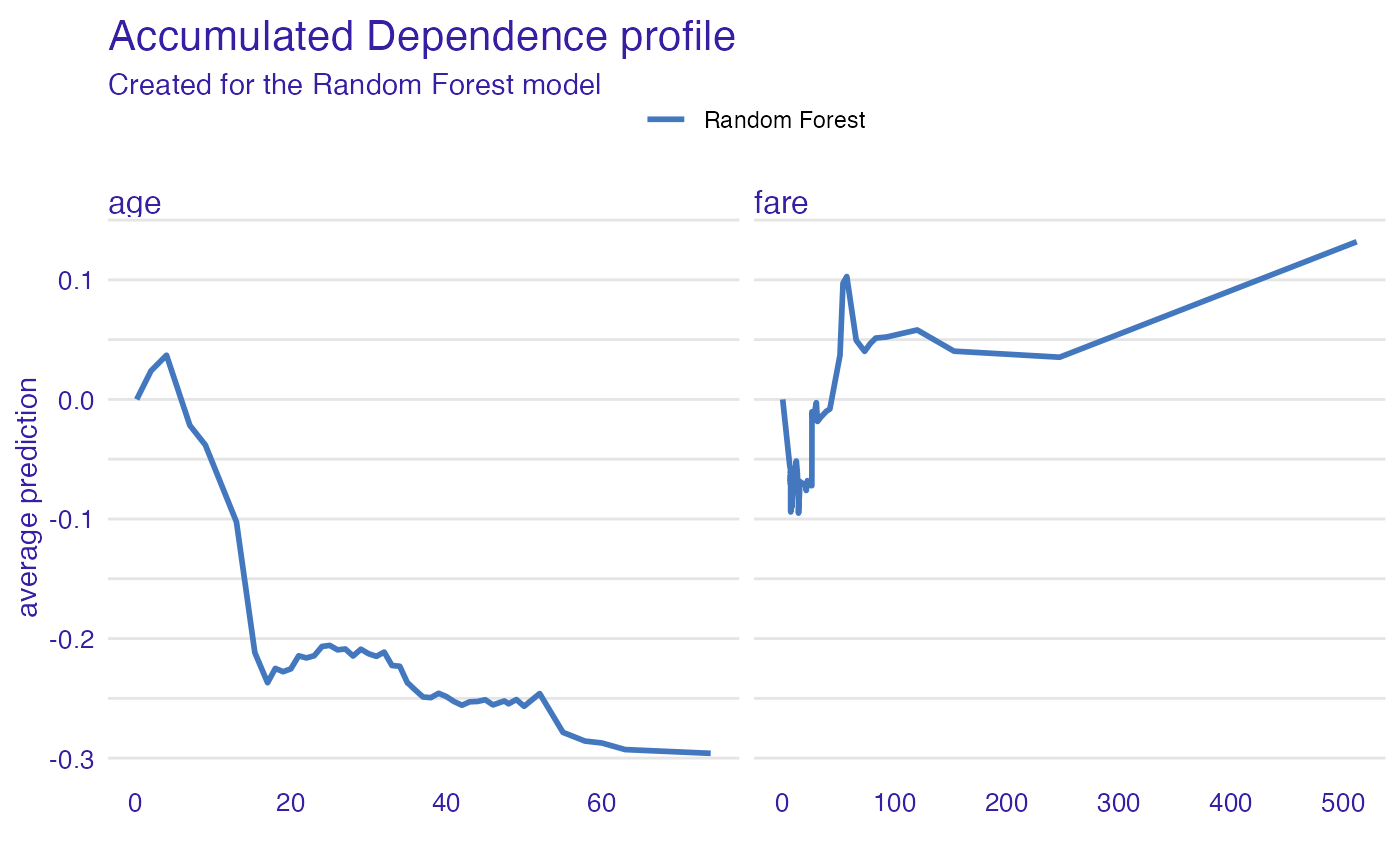 Accumulated Dependence profile
Created for the Random Forest model
Random Forest
age
fare
average prediction
0.1
0.0
-0.1
-0.2
-0.3
0 20 40 60
0 100 200 300 400 500